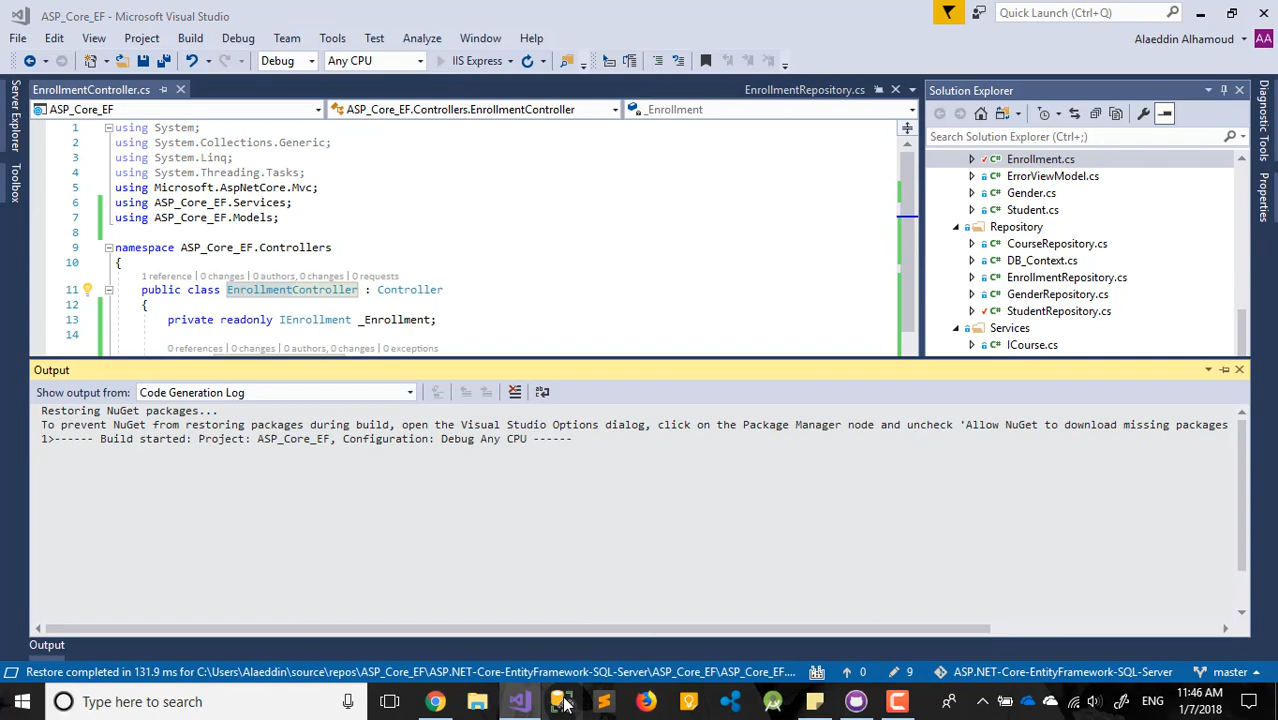 ASP_Core_EF - Microsoft Visual Studio
Quick Launch (Ctrl+Q)
File Edit View Project Build Debug Team Tools Test Analyze Window Help
Alaeddin Alhamoud AA
Debug Any CPU IIS Express
Server Explorer
Toolbox
EnrollmentController.cs
EnrollmentRepository.cs
ASP_Core_EF
ASP_Core_EF.Controllers.EnrollmentController
_Enrollment
1 using System;
2 using System.Collections.Generic;
3 using System.Linq;
4 using System.Threading.Tasks;
5 using Microsoft.AspNetCore.Mvc;
6 using ASP_Core_EF.Services;
7 using ASP_Core_EF.Models;
8
9 namespace ASP_Core_EF.Controllers
10 {
1 reference | 0 changes | 0 authors, 0 changes | 0 requests
11 public class EnrollmentController : Controller
12 {
13 private readonly IEnrollment _Enrollment;
14
0 references | 0 changes | 0 authors, 0 changes | 0 exceptions
Solution Explorer
Search Solution Explorer (Ctrl+;)
Enrollment.cs
ErrorViewModel.cs
Gender.cs
Student.cs
Repository
CourseRepository.cs
DB_Context.cs
EnrollmentRepository.cs
GenderRepository.cs
StudentRepository.cs
Services
ICourse.cs
Diagnostic Tools
Properties
Output
Show output from: Code Generation Log
Restoring NuGet packages...
To prevent NuGet from restoring packages during build, open the Visual Studio Options dialog, click on the Package Manager node and uncheck 'Allow NuGet to download missing packages
1>------ Build started: Project: ASP_Core_EF, Configuration: Debug Any CPU ------
Output
Restore completed in 131.9 ms for C:\Users\Alaeddin\source\repos\ASP_Core_EF\ASP.NET-Core-EntityFramework-SQL-Server\ASP_Core_EF\ASP_Core_EF.... 0 9 ASP.NET-Core-EntityFramework-SQL-Server master
Type here to search
ENG
11:46 AM
1/7/2018